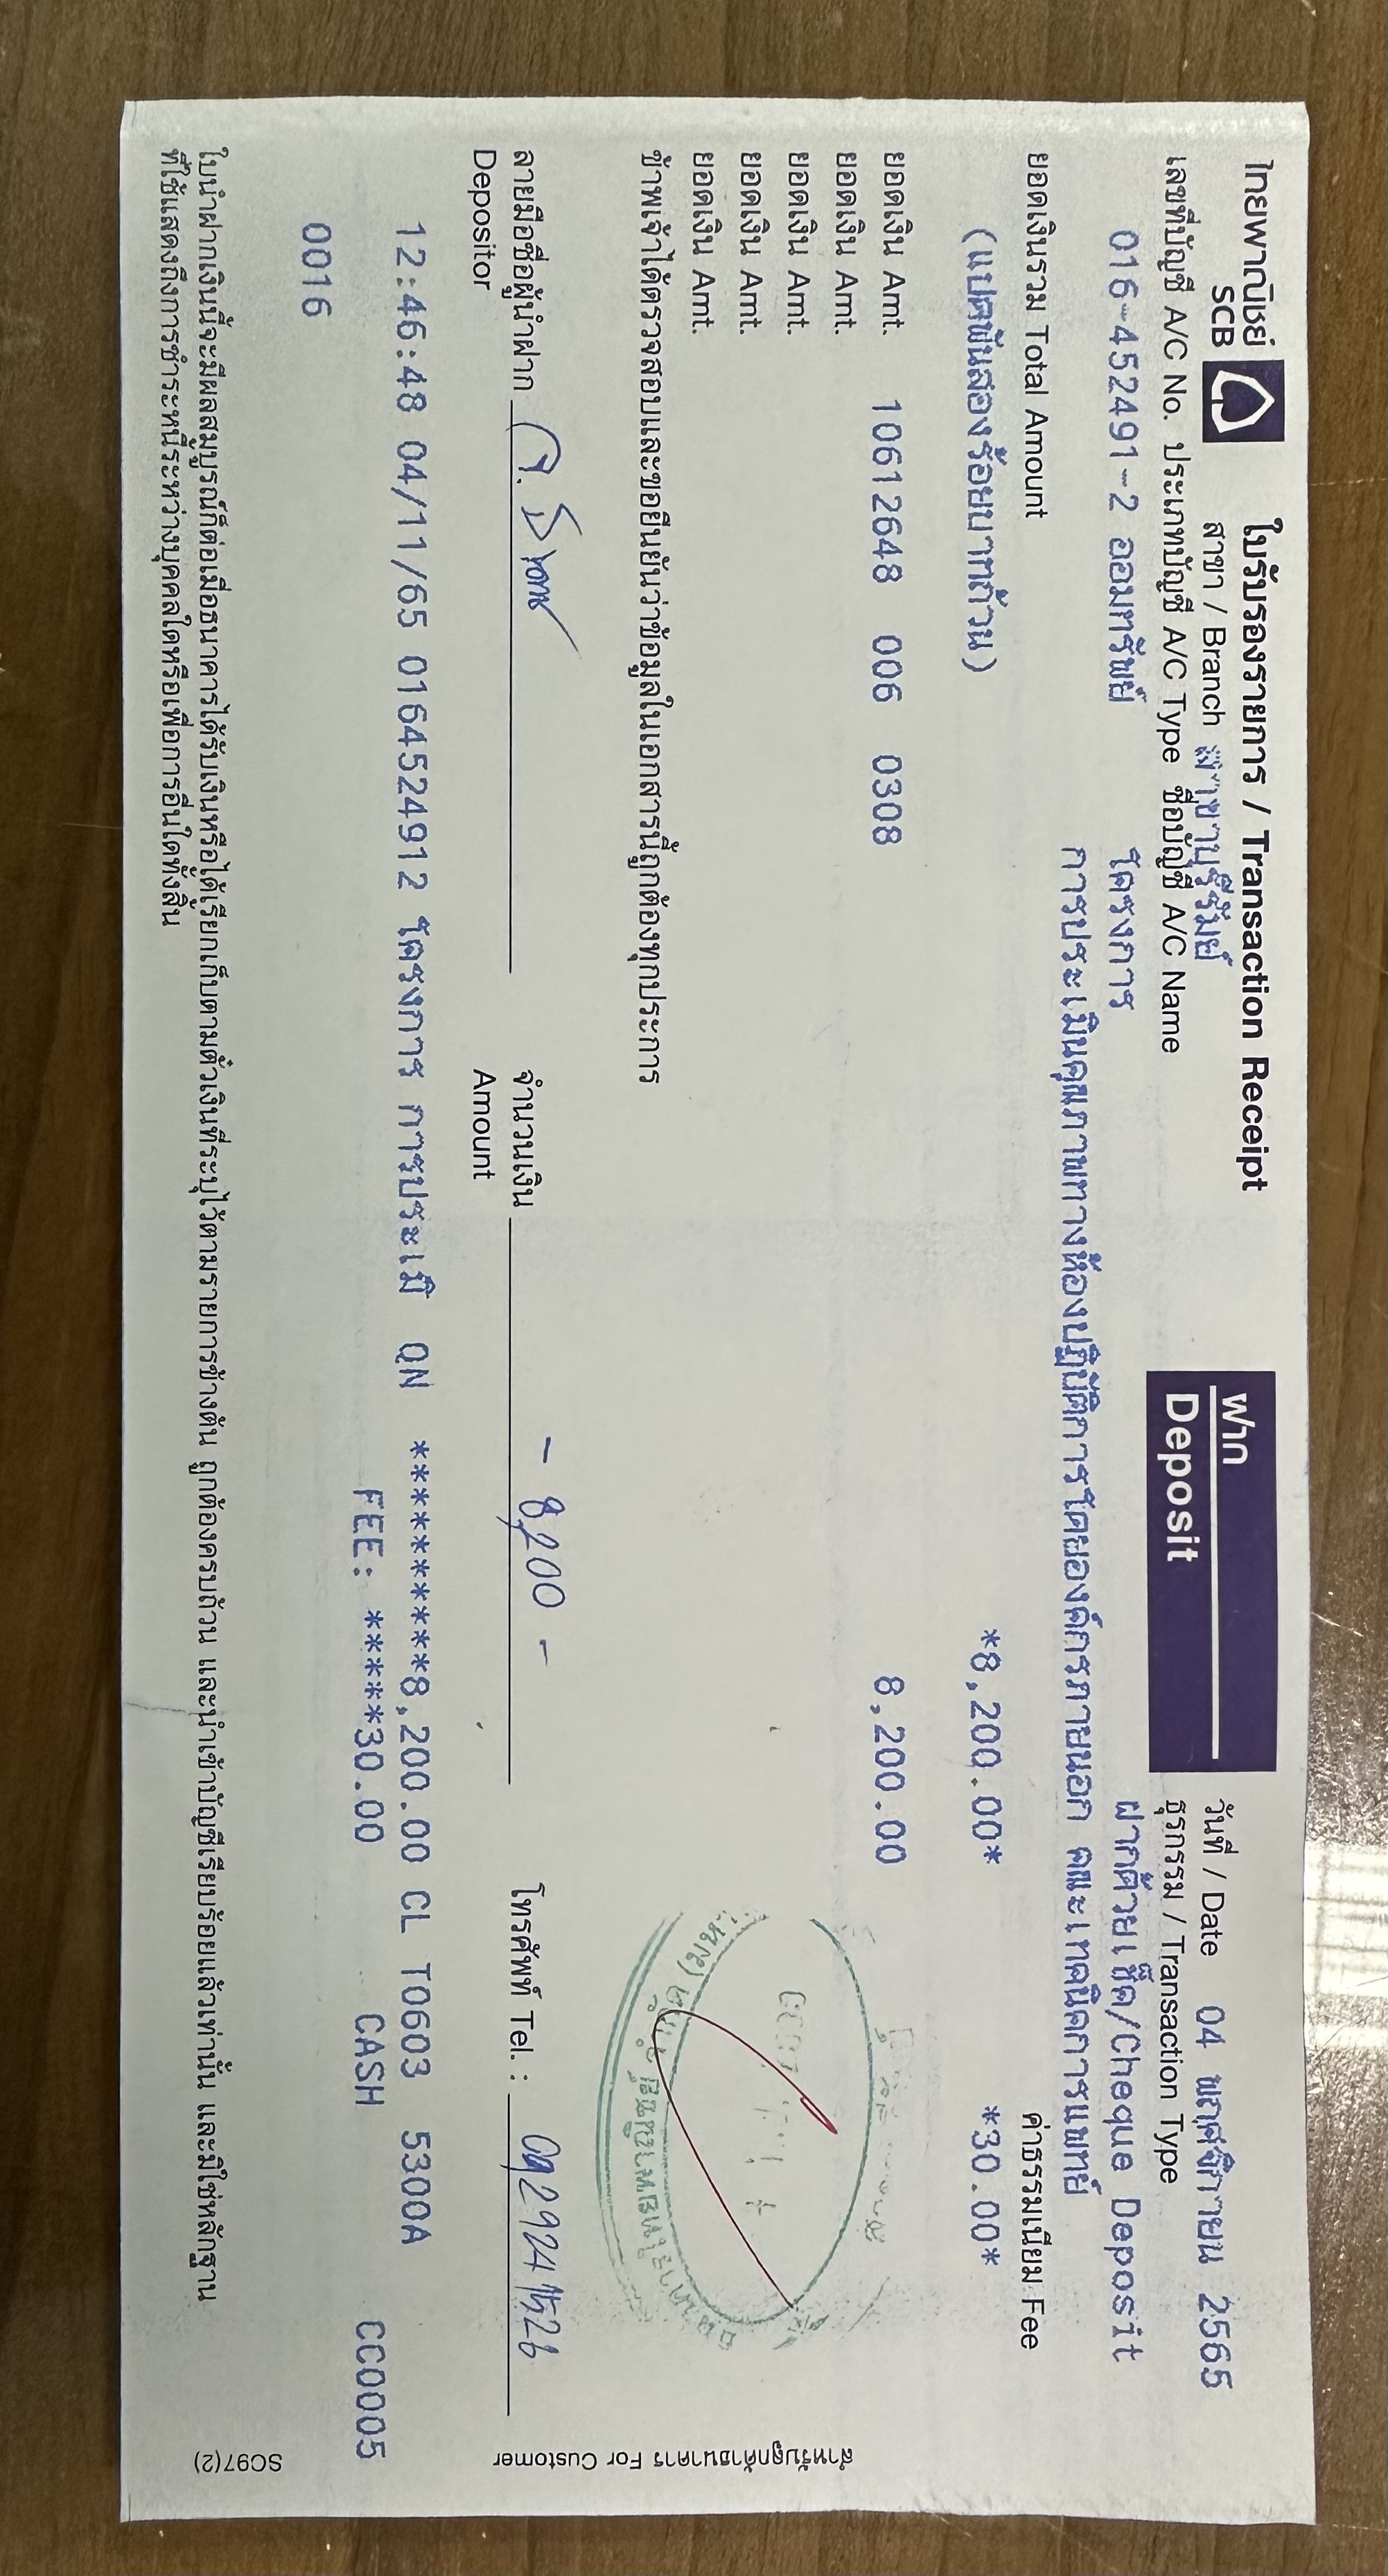 ไทยพาณิชย์
SCB
ใบรับรองรายการ / Transaction Receipt
สาขา / Branch สาขาบุรีรัมย์
ฝาก
Deposit
วันที่ / Date 04 พฤศจิกายน 2565
เลขที่บัญชี A/C No. ประเภทบัญชี A/C Type ชื่อบัญชี A/C Name
ธุรกรรม / Transaction Type
016-452491-2 ออมทรัพย์ โครงการ
ฝากด้วยเช็ค/Cheque Deposit
การประเมินคุณภาพทางห้องปฏิบัติการโดยองค์กรภายนอก คณะเทคนิคการแพทย์
ยอดเงินรวม Total Amount
ค่าธรรมเนียม Fee
(แปดพันสองร้อยบาทถ้วน) *8,200.00* *30.00*
ยอดเงิน Amt. 10612648 006 0308 8,200.00
ยอดเงิน Amt.
ยอดเงิน Amt.
ยอดเงิน Amt.
ยอดเงิน Amt.
ข้าพเจ้าได้ตรวจสอบและขอยืนยันว่าข้อมูลในเอกสารนี้ถูกต้องทุกประการ
ลายมือชื่อผู้นำฝาก
Depositor
จำนวนเงิน - 8,200 -
Amount
โทรศัพท์ Tel. :
12:46:48 04/11/65 0164524912 โครงการ การประเมิ QN **********8,200.00 CL T0603 5300A
FEE: *****30.00 CASH CC0005
0016
ใบนำฝากเงินนี้จะมีผลสมบูรณ์ก็ต่อเมื่อธนาคารได้รับเงินหรือได้เรียกเก็บตามตั๋วเงินที่ระบุไว้ตามรายการข้างต้น ถูกต้องครบถ้วน และนำเข้าบัญชีเรียบร้อยแล้วเท่านั้น และมิใช่หลักฐาน
ที่ใช้แสดงถึงการชำระหนี้ระหว่างบุคคลใดหรือเพื่อการอื่นใดทั้งสิ้น
สำหรับลูกค้าธนาคาร For Customer
SC97(2)